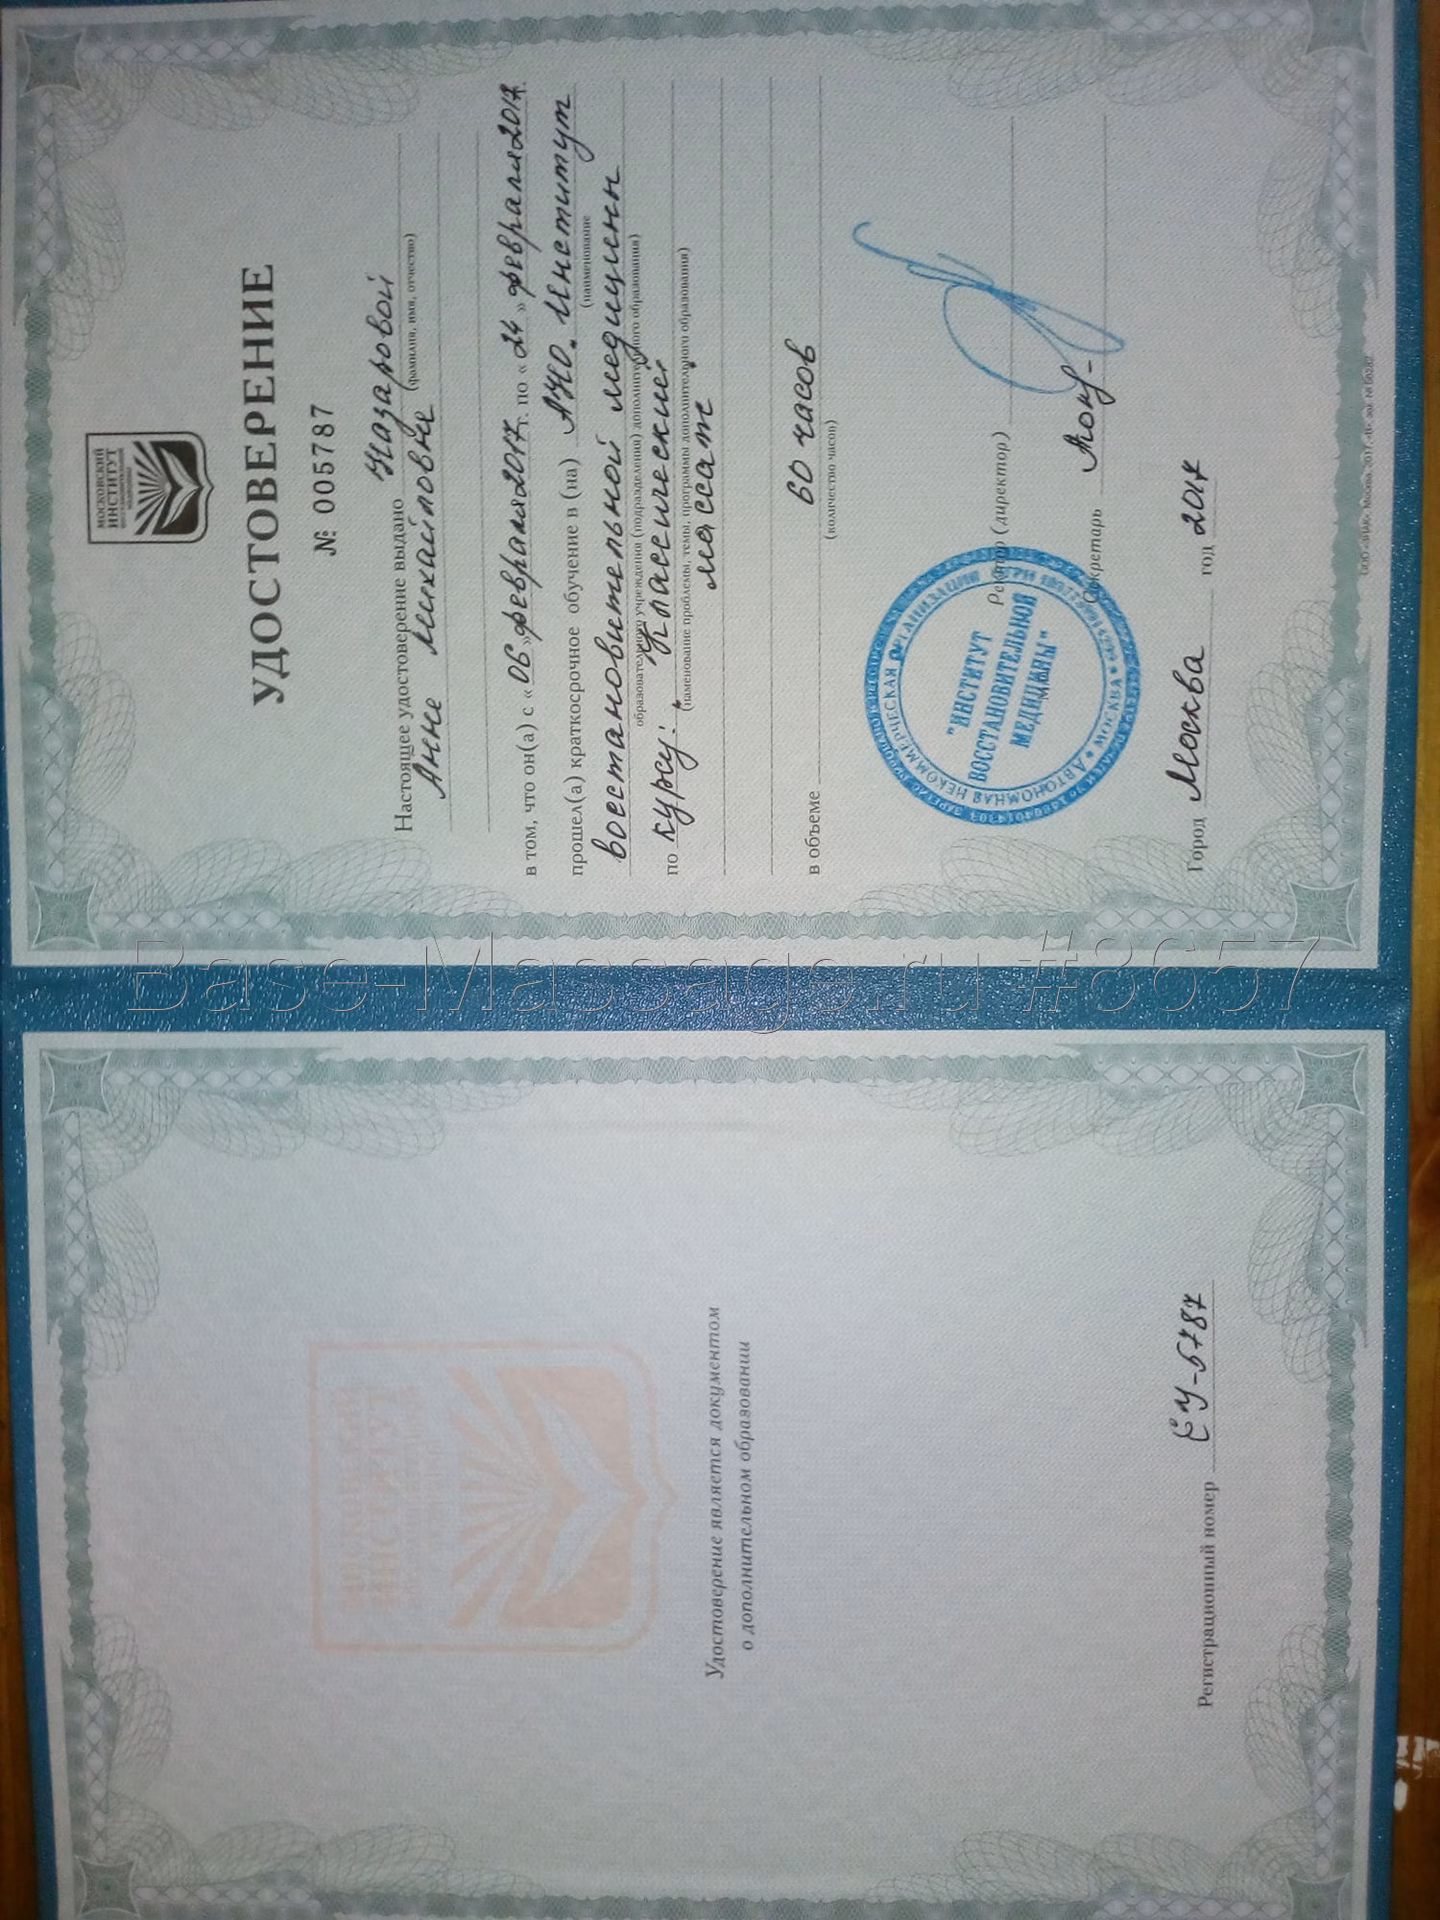 Удостоверение является документом
о дополнительном образовании
Регистрационный номер ЕУ-5787
МОСКОВСКИЙ
ИНСТИТУТ
УДОСТОВЕРЕНИЕ
№ 005787
Настоящее удостоверение выдано Назаровой
(фамилия, имя, отчество)
Анне Михайловне
в том, что он(а) с «06» февраля 2017 г. по «24» февраля 2017
прошел(а) краткосрочное обучение в (на) АНО. Институт
(наименование
восстановительной медицины
образовательного учреждения (подразделения) дополнительного образования)
по курсу: Классический
(наименование проблемы, темы, программы дополнительного образования)
массаж
в объеме 60 часов
(количество часов)
Ректор (директор)
Секретарь
М.П.
АВТОНОМНАЯ НЕКОММЕРЧЕСКАЯ ОРГАНИЗАЦИЯ
"ИНСТИТУТ
ВОССТАНОВИТЕЛЬНОЙ
МЕДИЦИНЫ"
МОСКВА
Город Москва год 2017
Base-Massage.ru #8657